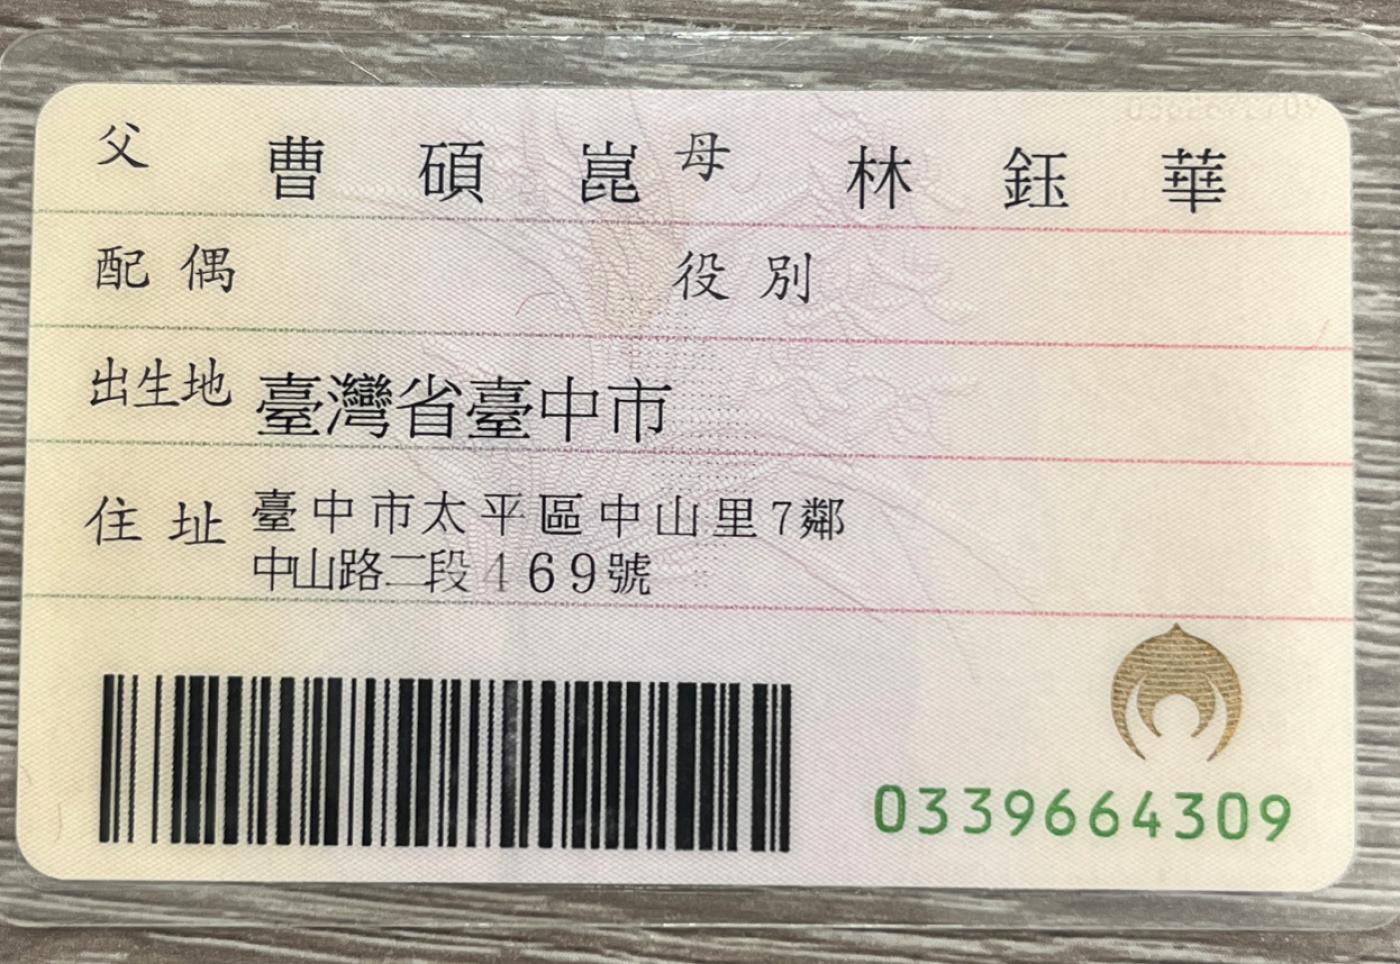 父 曹碩崑 母 林鈺華
配偶 役別
出生地 臺灣省臺中市
住址 臺中市太平區中山里7鄰
中山路二段469號
0339664309